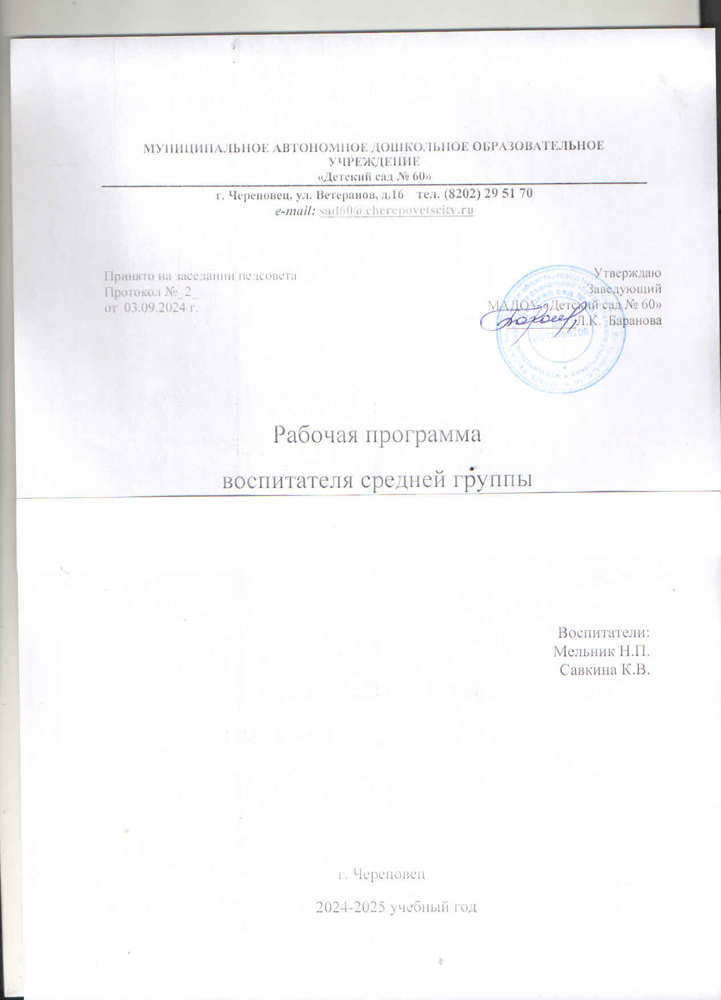 МУНИЦИПАЛЬНОЕ АВТОНОМНОЕ ДОШКОЛЬНОЕ ОБРАЗОВАТЕЛЬНОЕ
УЧРЕЖДЕНИЕ
«Детский сад № 60»
г. Череповец, ул. Ветеранов, д.16 тел. (8202) 29 51 70
e-mail: sad60@cherepovetscity.ru
Принято на заседании педсовета
Протокол №_2_
от 03.09.2024 г.
Утверждаю
Заведующий
МАДОУ «Детский сад № 60»
Л.К. Баранова
Рабочая программа
воспитателя средней группы
Воспитатели:
Мельник Н.П.
Савкина К.В.
г. Череповец
2024-2025 учебный год